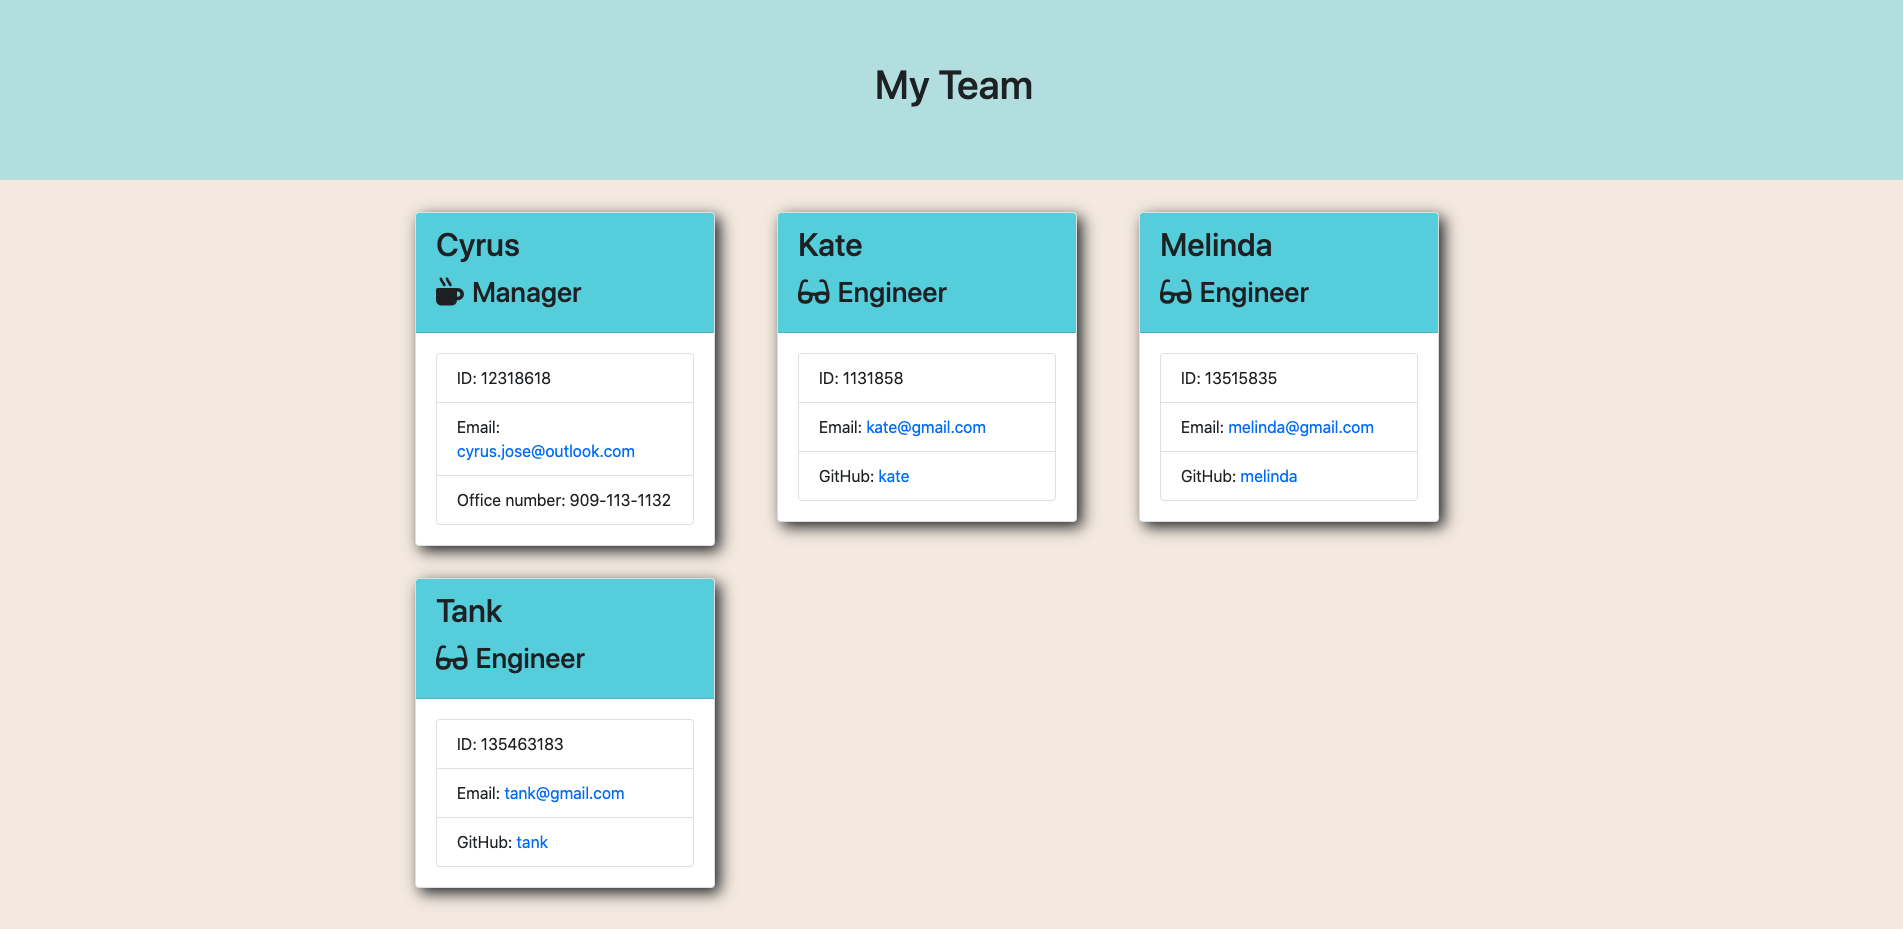 My Team
Cyrus
Manager
ID: 12318618
Email:
cyrus.jose@outlook.com
Office number: 909-113-1132
Kate
Engineer
ID: 1131858
Email: kate@gmail.com
GitHub: kate
Melinda
Engineer
ID: 13515835
Email: melinda@gmail.com
GitHub: melinda
Tank
Engineer
ID: 135463183
Email: tank@gmail.com
GitHub: tank